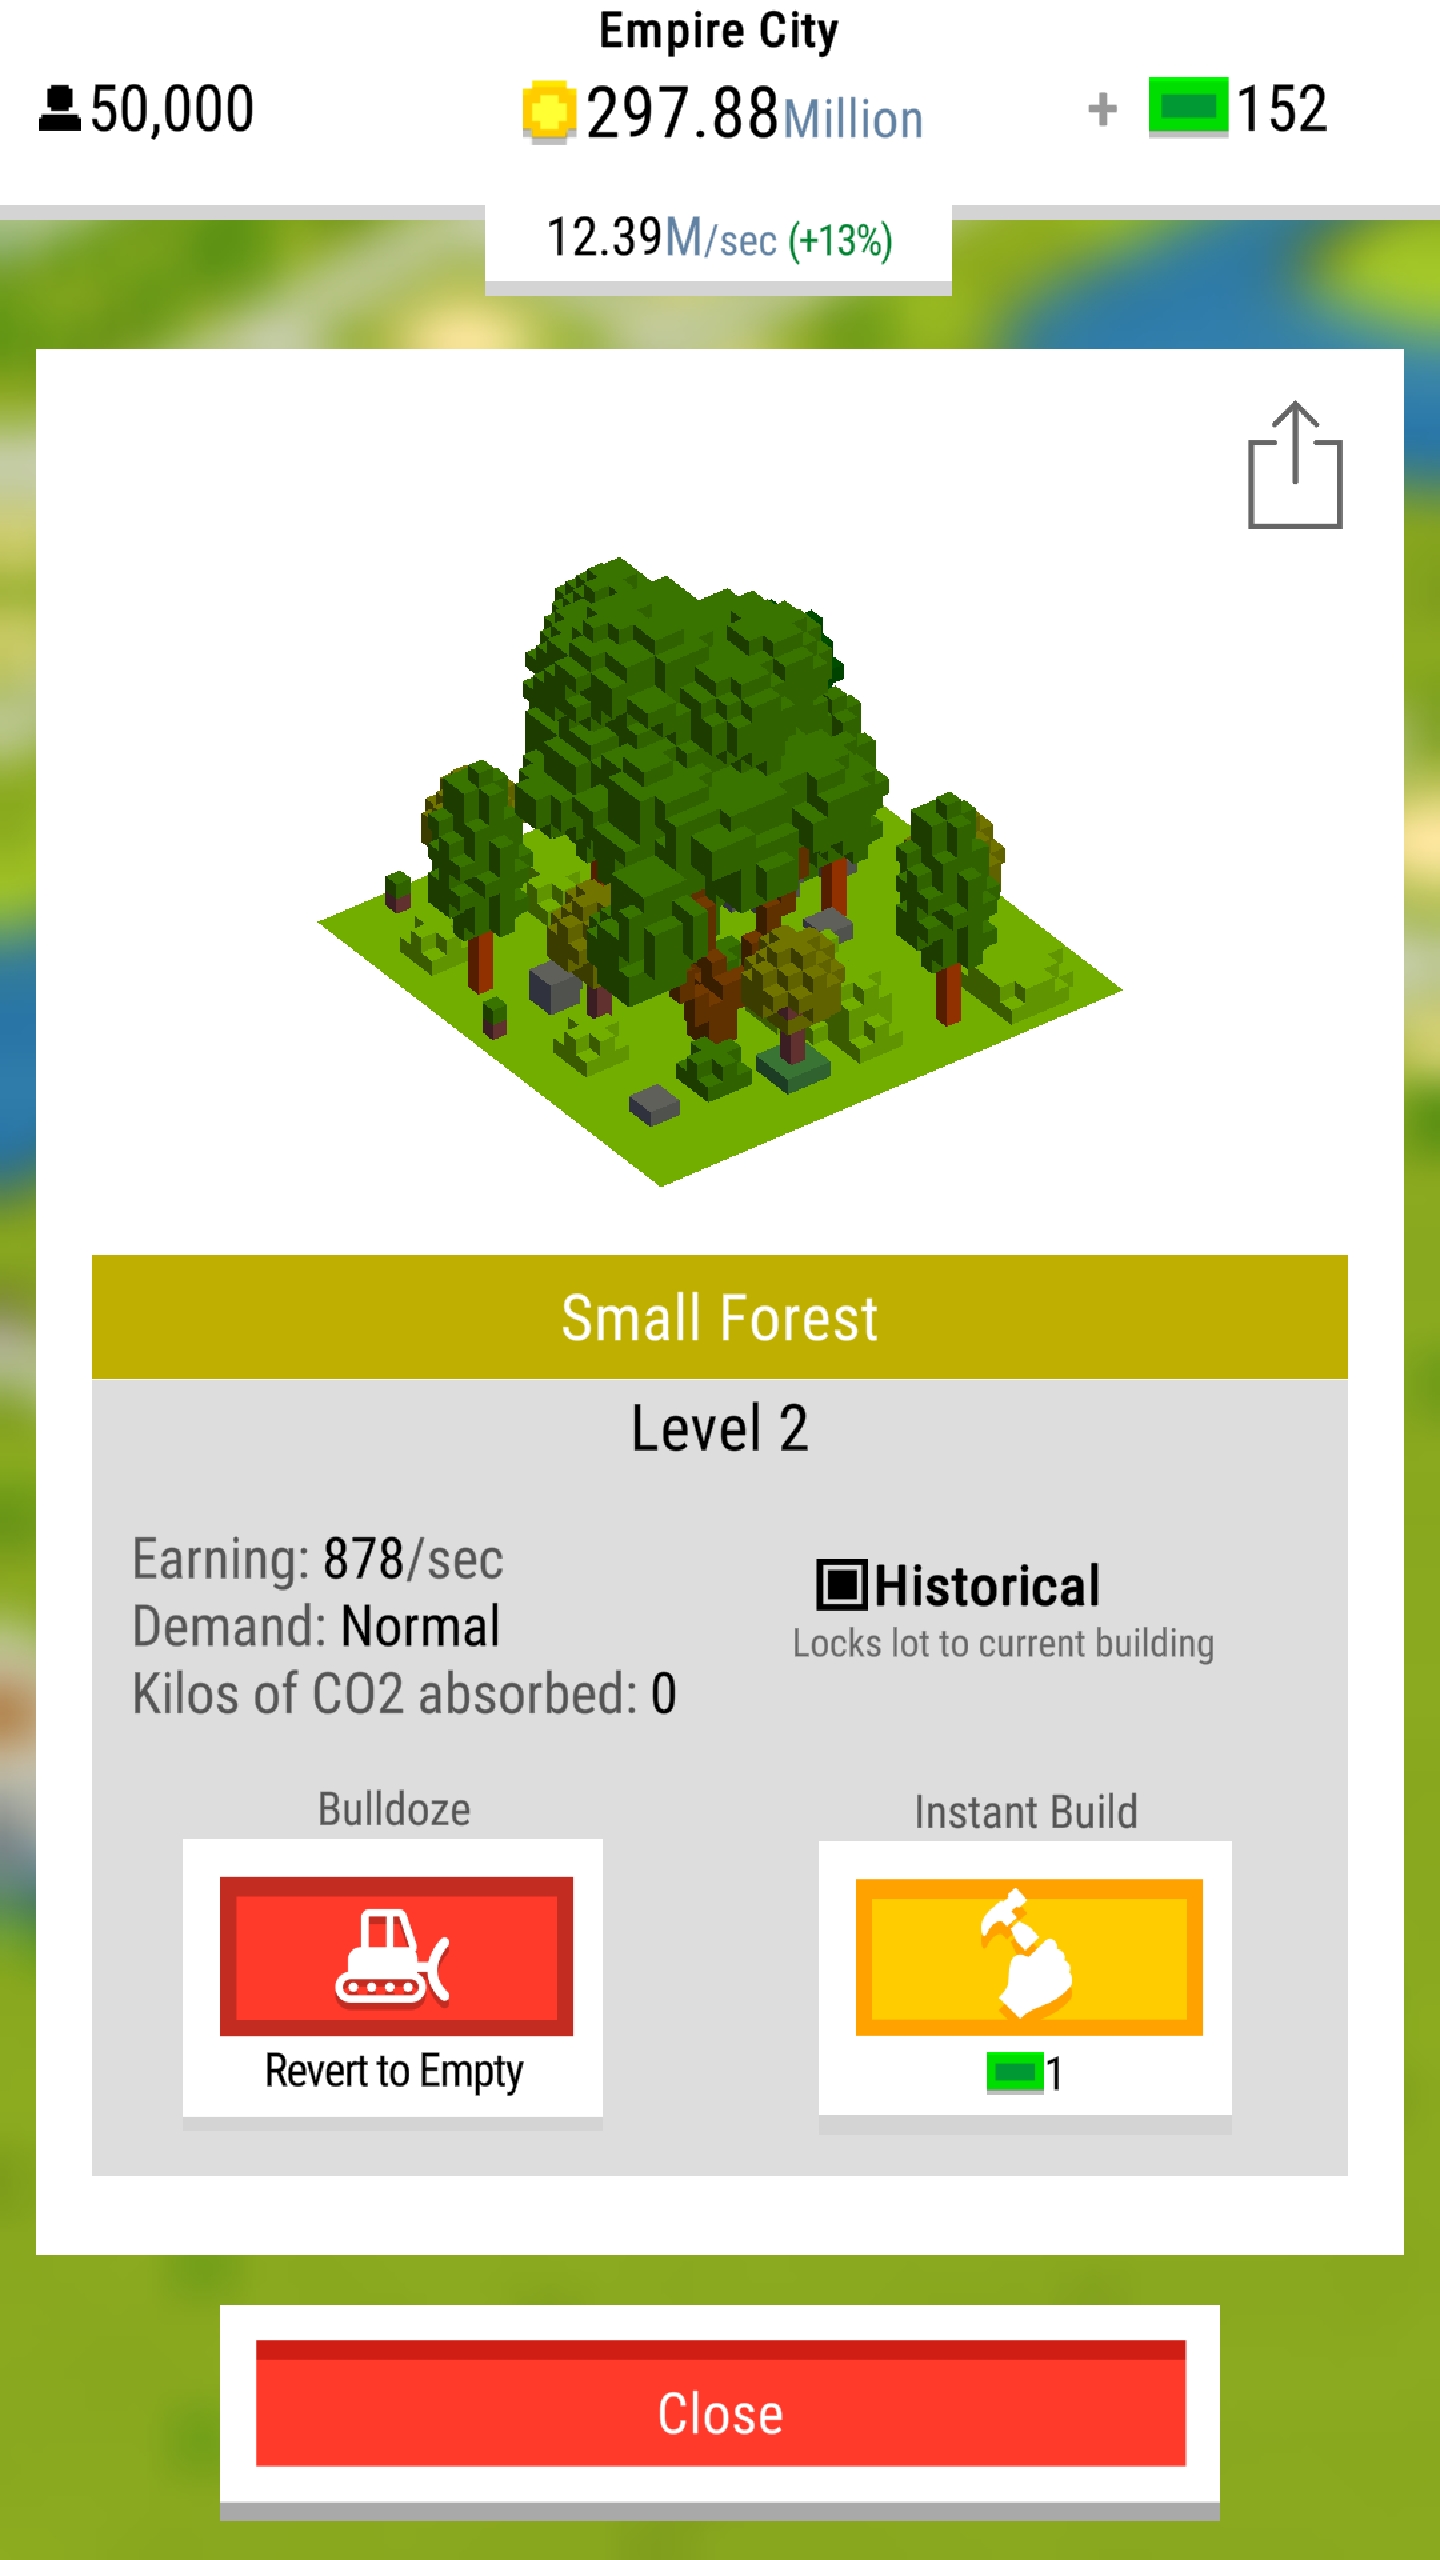 Empire City
50,000
297.88Million
+ 152
12.39M/sec (+13%)
Small Forest
Level 2
Earning: 878/sec
Demand: Normal
Kilos of CO2 absorbed: 0
Historical
Locks lot to current building
Bulldoze
Revert to Empty
Instant Build
1
Close